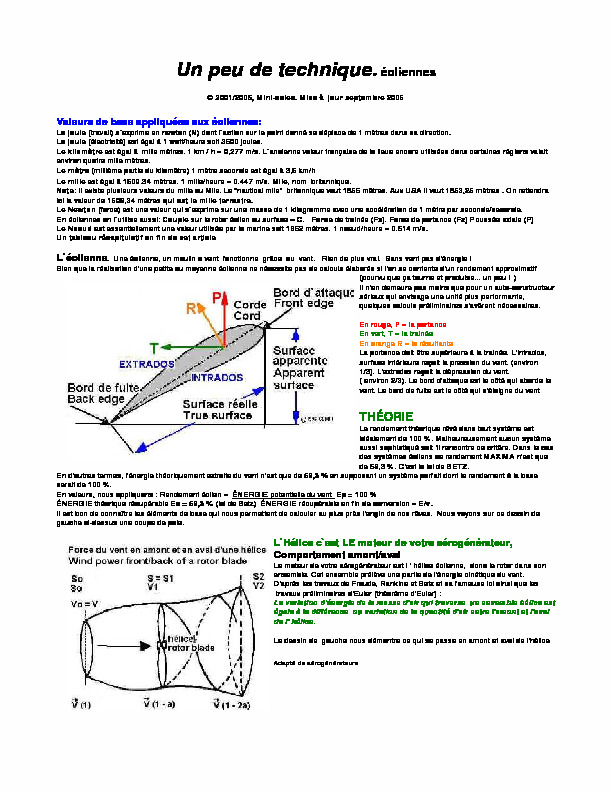 Un peu de technique. éoliennes
© 2001/2005, Mini-eoles. Mise à jour septembre 2005
Valeurs de base appliquées aux éoliennes:
Le joule (travail) s'exprime en newton (N) dont l'action sur le point donné se déplace de 1 mètres dans sa direction.
Le joule (électricité) est égal à 1 watt/heure soit 3600 joules.
Le kilomètre est égal à mille mètres. 1 km / h = 0,277 m/s. L'ancienne valeur française de la lieue encore utilisées dans certaines régions valait
environ quatre mille mètres.
Le mètre (millième partie du kilomètre) 1 mètre seconde est égal à 3,6 km/h
Le mille est égal à 1609,34 mètres. 1 mile/heure = 0.447 m/s. Mille, nom britannique.
Nota: Il existe plusieurs valeurs du mille au Mile. Le "nautical mile" britannique vaut 1855 mètres. Aux USA il vaut 1853,25 mètres . On retiendra
ici la valeur de 1609,34 mètres qui est le mille terrestre.
Le Newton (force) est une valeur qui s'exprime sur une masse de 1 kilogramme avec une accélération de 1 mètre par seconde/seconde.
En éoliennes on l'utilise aussi: Couple sur le rotor éolien au surface = C. Force de trainée (Fx). Force de portance (Fz) Poussée axiale (P)
Le Noeud est essentiellement une valeur utilisée par la marine soit 1852 mètres. 1 nœud/heure = 0.514 m/s.
Un tableau récapitulatif en fin de cet article
L'éolienne. Une éolienne, un moulin à vent fonctionne grâce au vent. Rien de plus vrai. Sans vent pas d'énergie !
Bien que la réalisation d'une petite ou moyenne éolienne ne nécessite pas de calculs élaborés si l'on se contente d'un rendement approximatif
(pourvu que ça tourne et produise... un peu ! )
Il n'en demeure pas moins que pour un auto-constructeur
sérieux qui envisage une unité plus performante,
quelques calculs préliminaires s'avèrent nécessaires.
En rouge, P = la portance
En vert, T = la trainée
En orange R = la résultante
La portance doit être supérieure à la trainée. L'intrados,
surface inférieure reçoit la pression du vent (environ
1/3). L'extrados reçoit la dépression du vent
( environ 2/3). Le bord d'attaque est le côté qui aborde le
vent. Le bord de fuite est le côté qui s'éloigne du vent
P
R
T
Corde
Cord
Bord d'attaque
Front edge
EXTRADOS
INTRADOS
Surface
apparente
Apparent
surface
Bord de fuite
Back edge
Surface réelle
True surface
THÉORIE
Le rendement théorique rêvé dans tout système est
idéalement de 100 %. Malheureusement aucun système
aussi sophistiqué soit il rencontre ce critère. Dans le cas
des systèmes éoliens ce rendement MAXIMA n'est que
de 59,3 %. C'est la loi de BETZ.
En d'autres termes, l'énergie théoriquement extraite du vent n'est que de 59,3 % en supposant un système parfait dont le rendement à la base
serait de 100 %.
En valeurs, nous appliquons : Rendement éolien = ÉNERGIE potentielle du vent Ep = 100 %
ÉNERGIE théorique récupérable Ee = 59,3 % (loi de Betz) ÉNERGIE récupérable en fin de conversion = Er.
Il est bon de connaître les éléments de base qui nous permettent de calculer au plus près l'engin de nos rêves. Nous voyons sur ce dessin de
gauche ci-dessus une coupe de pale.
L'Hélice c'est LE moteur de votre aérogénérateur,
Comportement amont/aval
Le moteur de votre aérogénérateur est l' hélice éolienne, alors le rotor dans son
ensemble. Cet ensemble prélève une partie de l'énergie cinétique du vent.
D'après les travaux de Froude, Rankine et Betz et sa fameuse loi ainsi que les
travaux préliminaires d'Euler (théorème d'Euler) :
La variation d'énergie de la masse d'air qui traverse un ensemble hélice est
égale à la différence ou variation de la quantité d'air entre l'amont et l'aval
de l' hélice.
Le dessin de gauche nous démontre ce qui se passe en amont et aval de l'hélice
Adapté de aérogénérateurs
Force du vent en amont et en aval d'une hélice
Wind power front/back of a rotor blade
So
So
S = S1
V1
S2
V2
Vo = V
hélice
rotor blade
V (1)
V (1 - a)
V (1 - 2a)